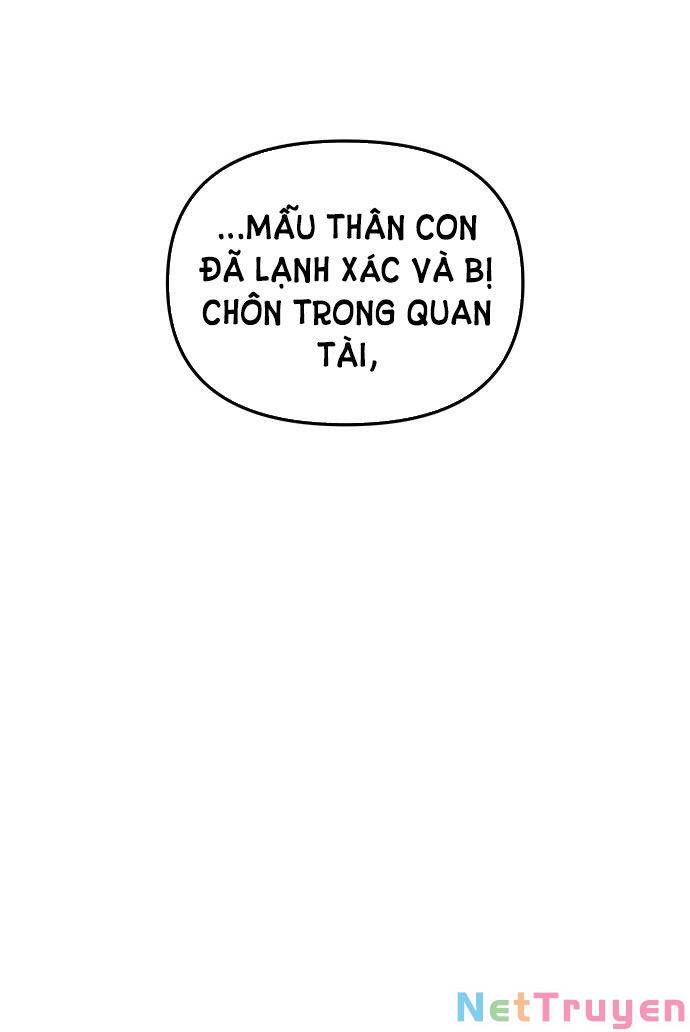 ...MẪU THÂN CON
ĐÃ LẠNH XÁC VÀ BỊ
CHÔN TRONG QUAN
TÀI,
NetTruyen